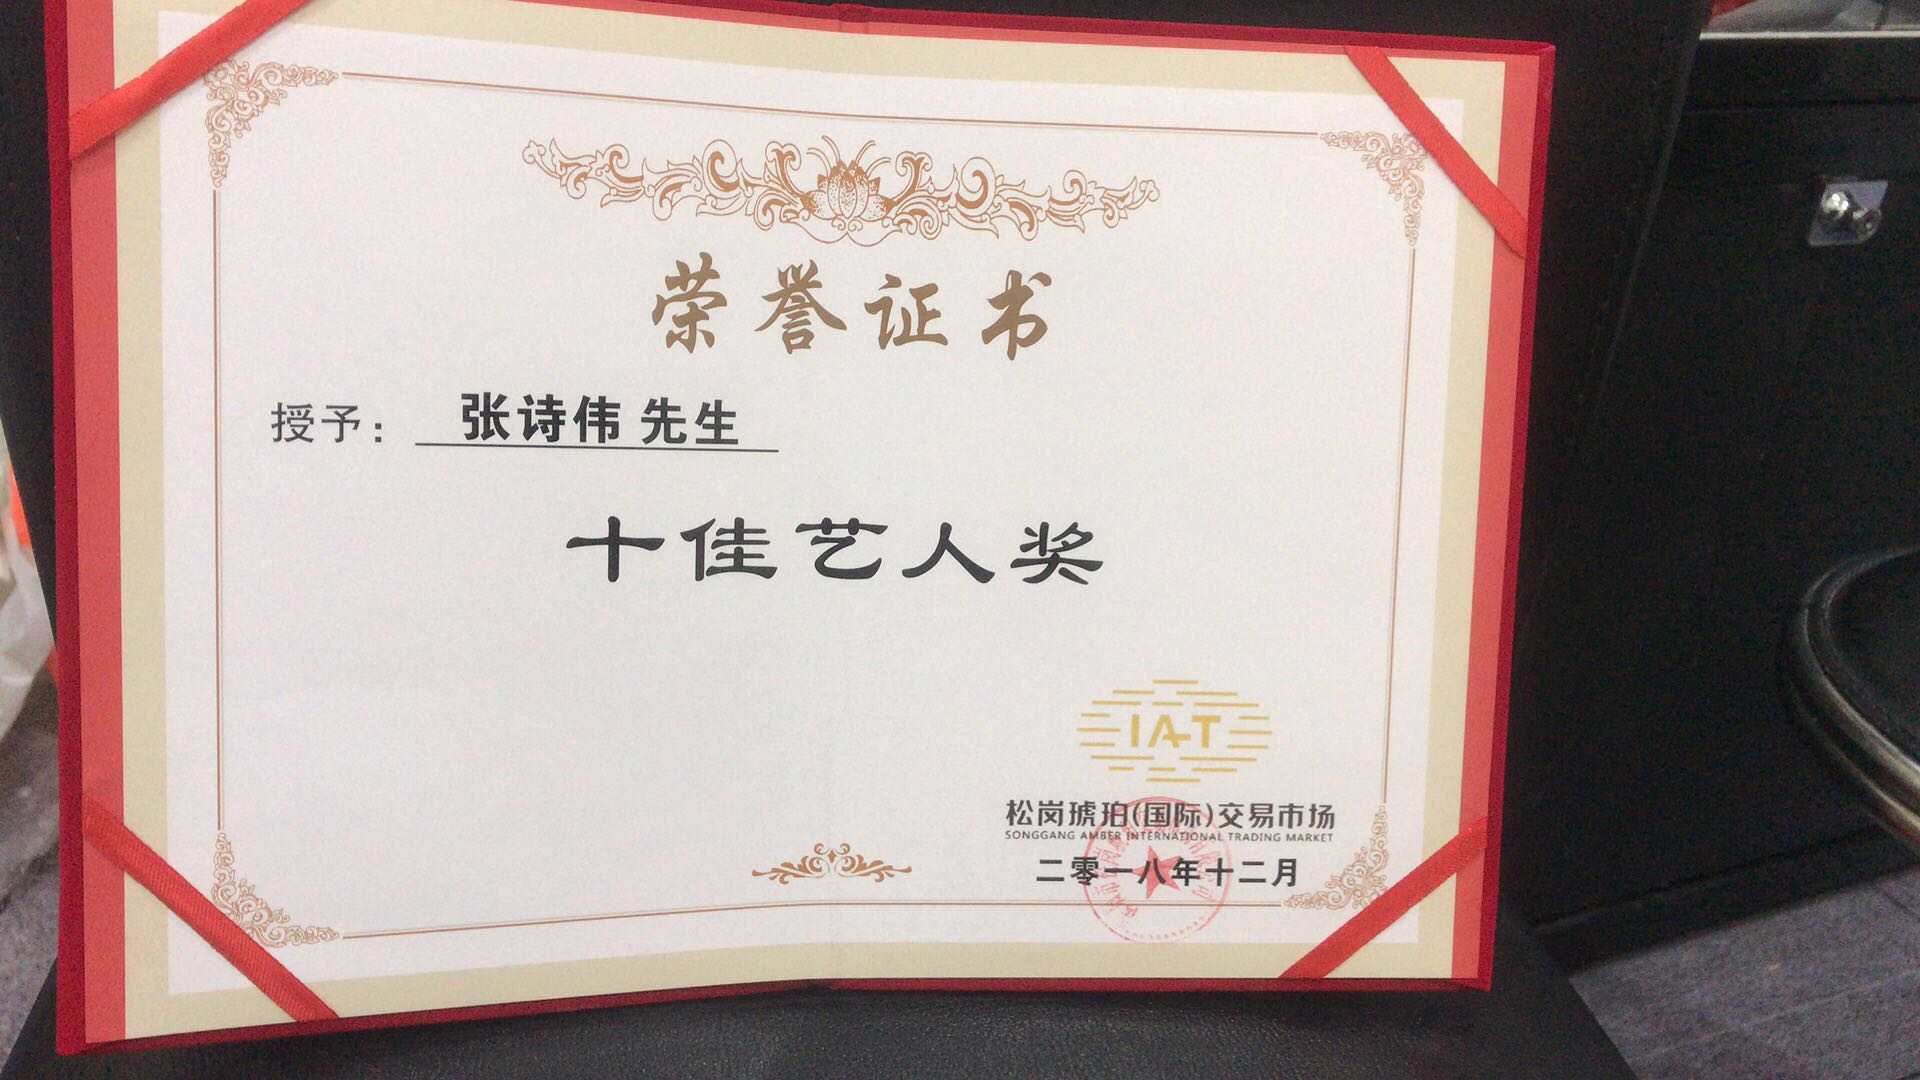 荣誉证书
授予：张诗伟 先生
十佳艺人奖
IAT
松岗琥珀(国际)交易市场
SONGGANG AMBER INTERNATIONAL TRADING MARKET
二零一八年十二月